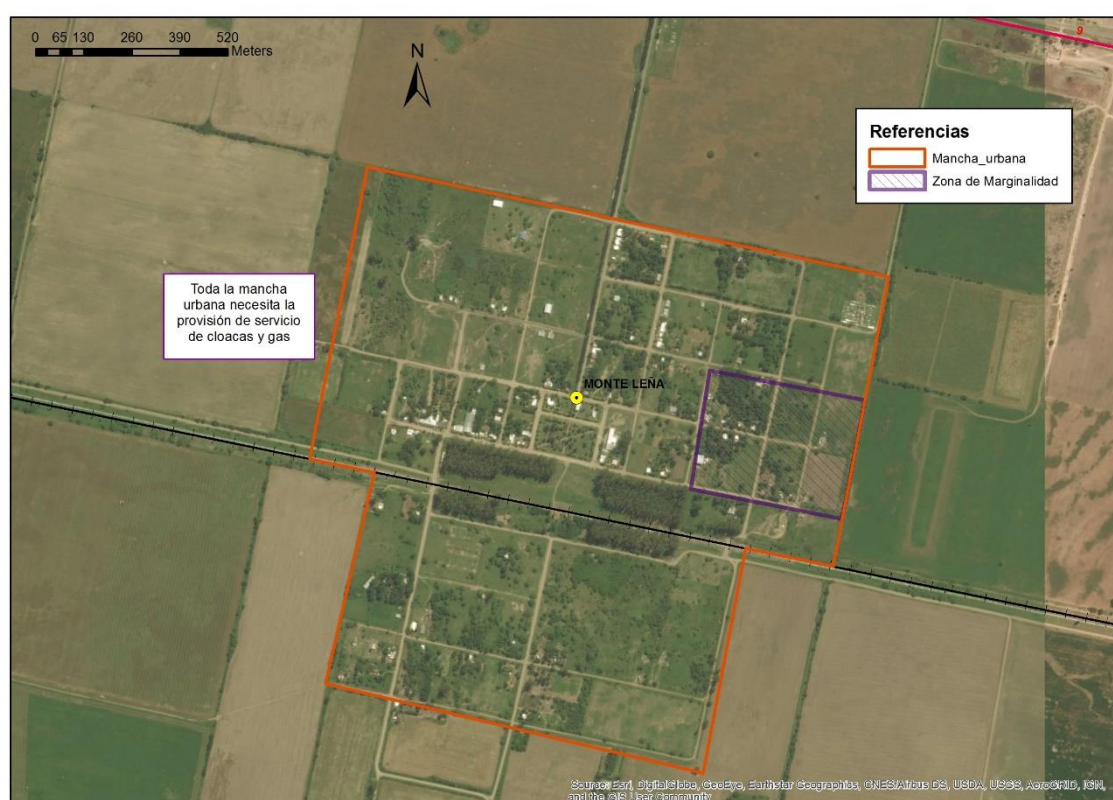 0 65 130 260 390 520
Meters
N
9
Referencias
Mancha_urbana
Zona de Marginalidad
Toda la mancha
urbana necesita la
provisión de servicio
de cloacas y gas
MONTE LEÑA
Source: Esri, DigitalGlobe, GeoEye, Earthstar Geographics, CNES/Airbus DS, USDA, USGS, AeroGRID, IGN,
and the GIS User Community